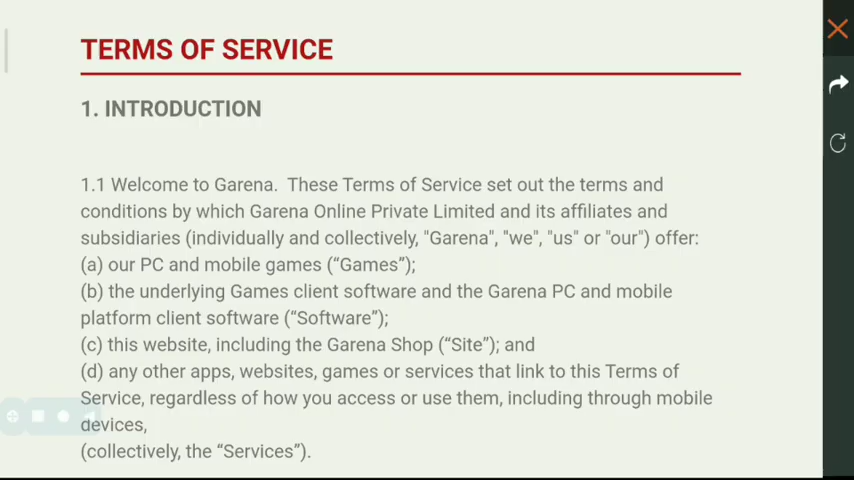 TERMS OF SERVICE
1. INTRODUCTION
1.1 Welcome to Garena.  These Terms of Service set out the terms and
conditions by which Garena Online Private Limited and its affiliates and
subsidiaries (individually and collectively, "Garena", "we", "us" or "our") offer:
(a) our PC and mobile games (“Games”);
(b) the underlying Games client software and the Garena PC and mobile
platform client software (“Software”);
(c) this website, including the Garena Shop (“Site”); and
(d) any other apps, websites, games or services that link to this Terms of
Service, regardless of how you access or use them, including through mobile
devices,
(collectively, the “Services”).